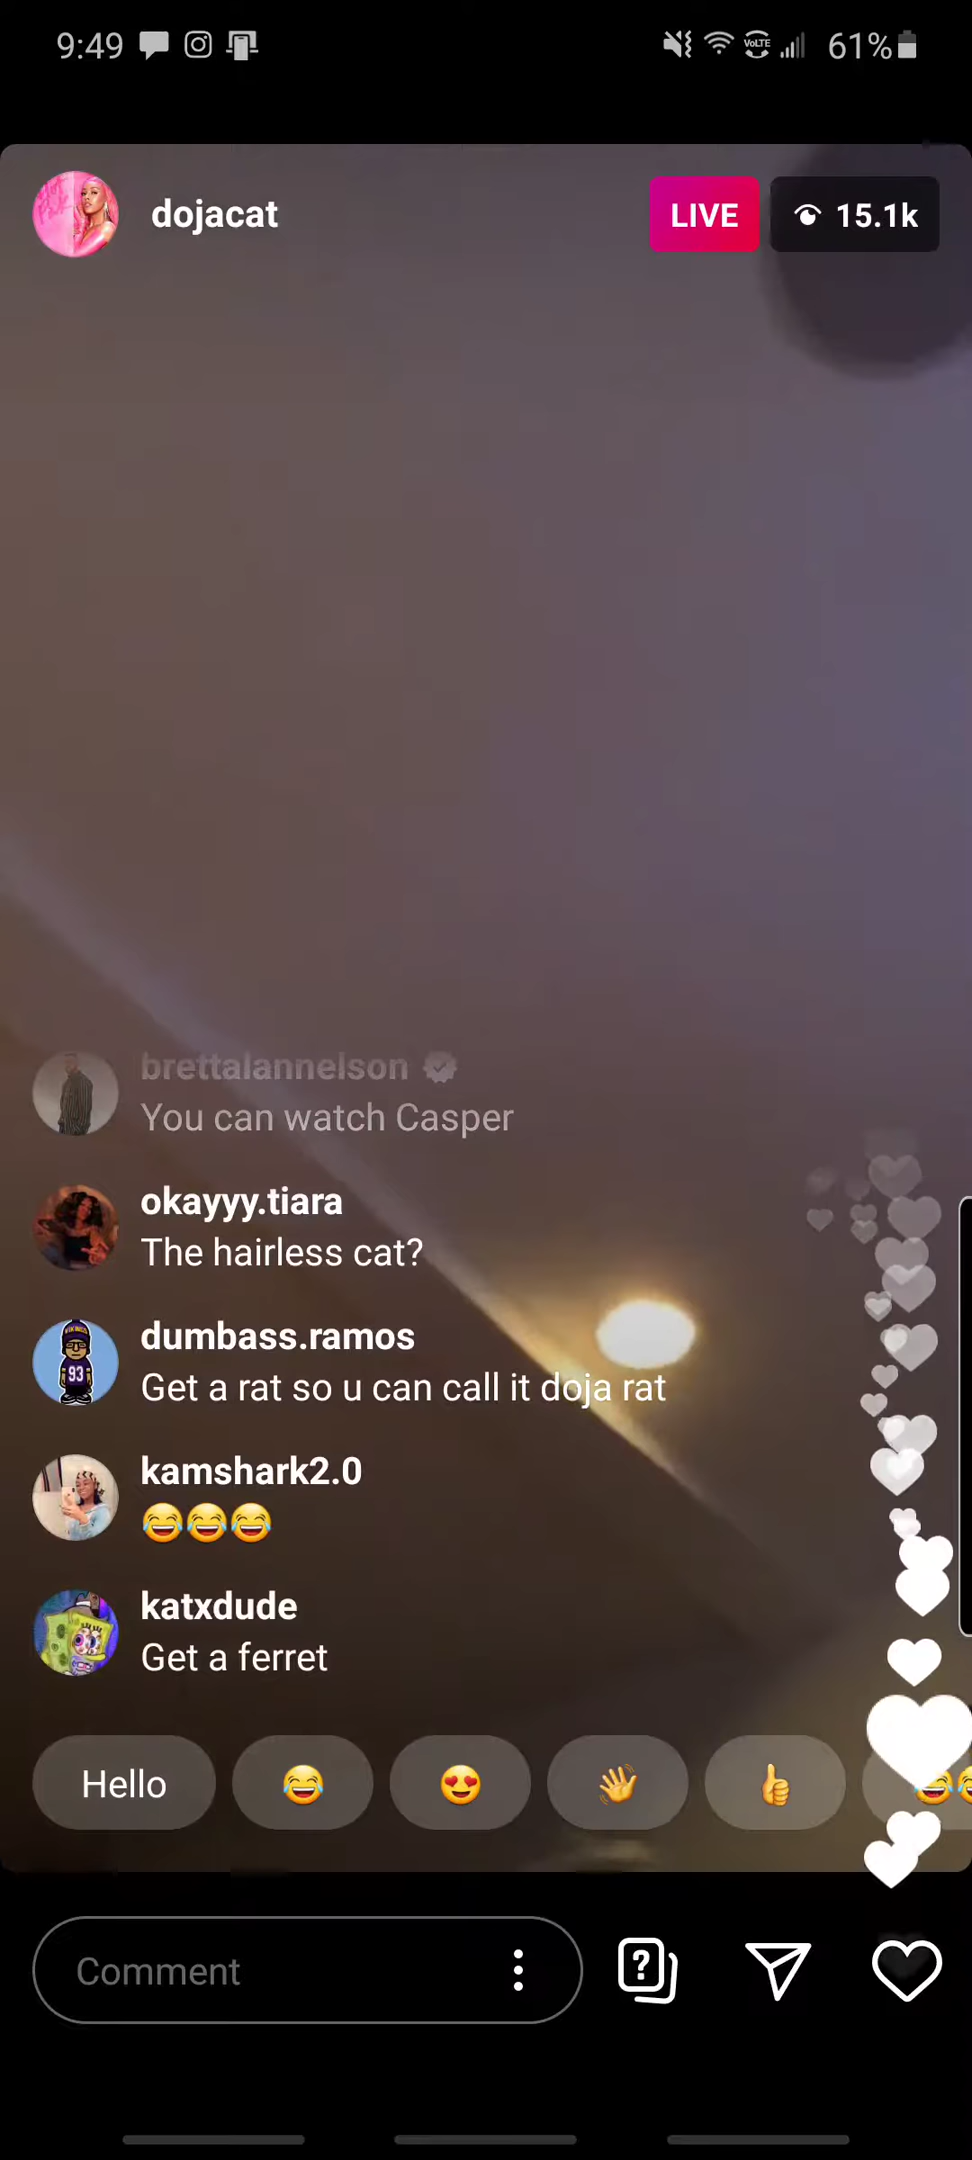 9:49
VoLTE
61%
dojacat
LIVE
15.1k
brettalannelson
You can watch Casper
okayyy.tiara
The hairless cat?
dumbass.ramos
Get a rat so u can call it doja rat
kamshark2.0
😂😂😂
katxdude
Get a ferret
Hello 😂 😍 👋 👍 😂😂
Comment